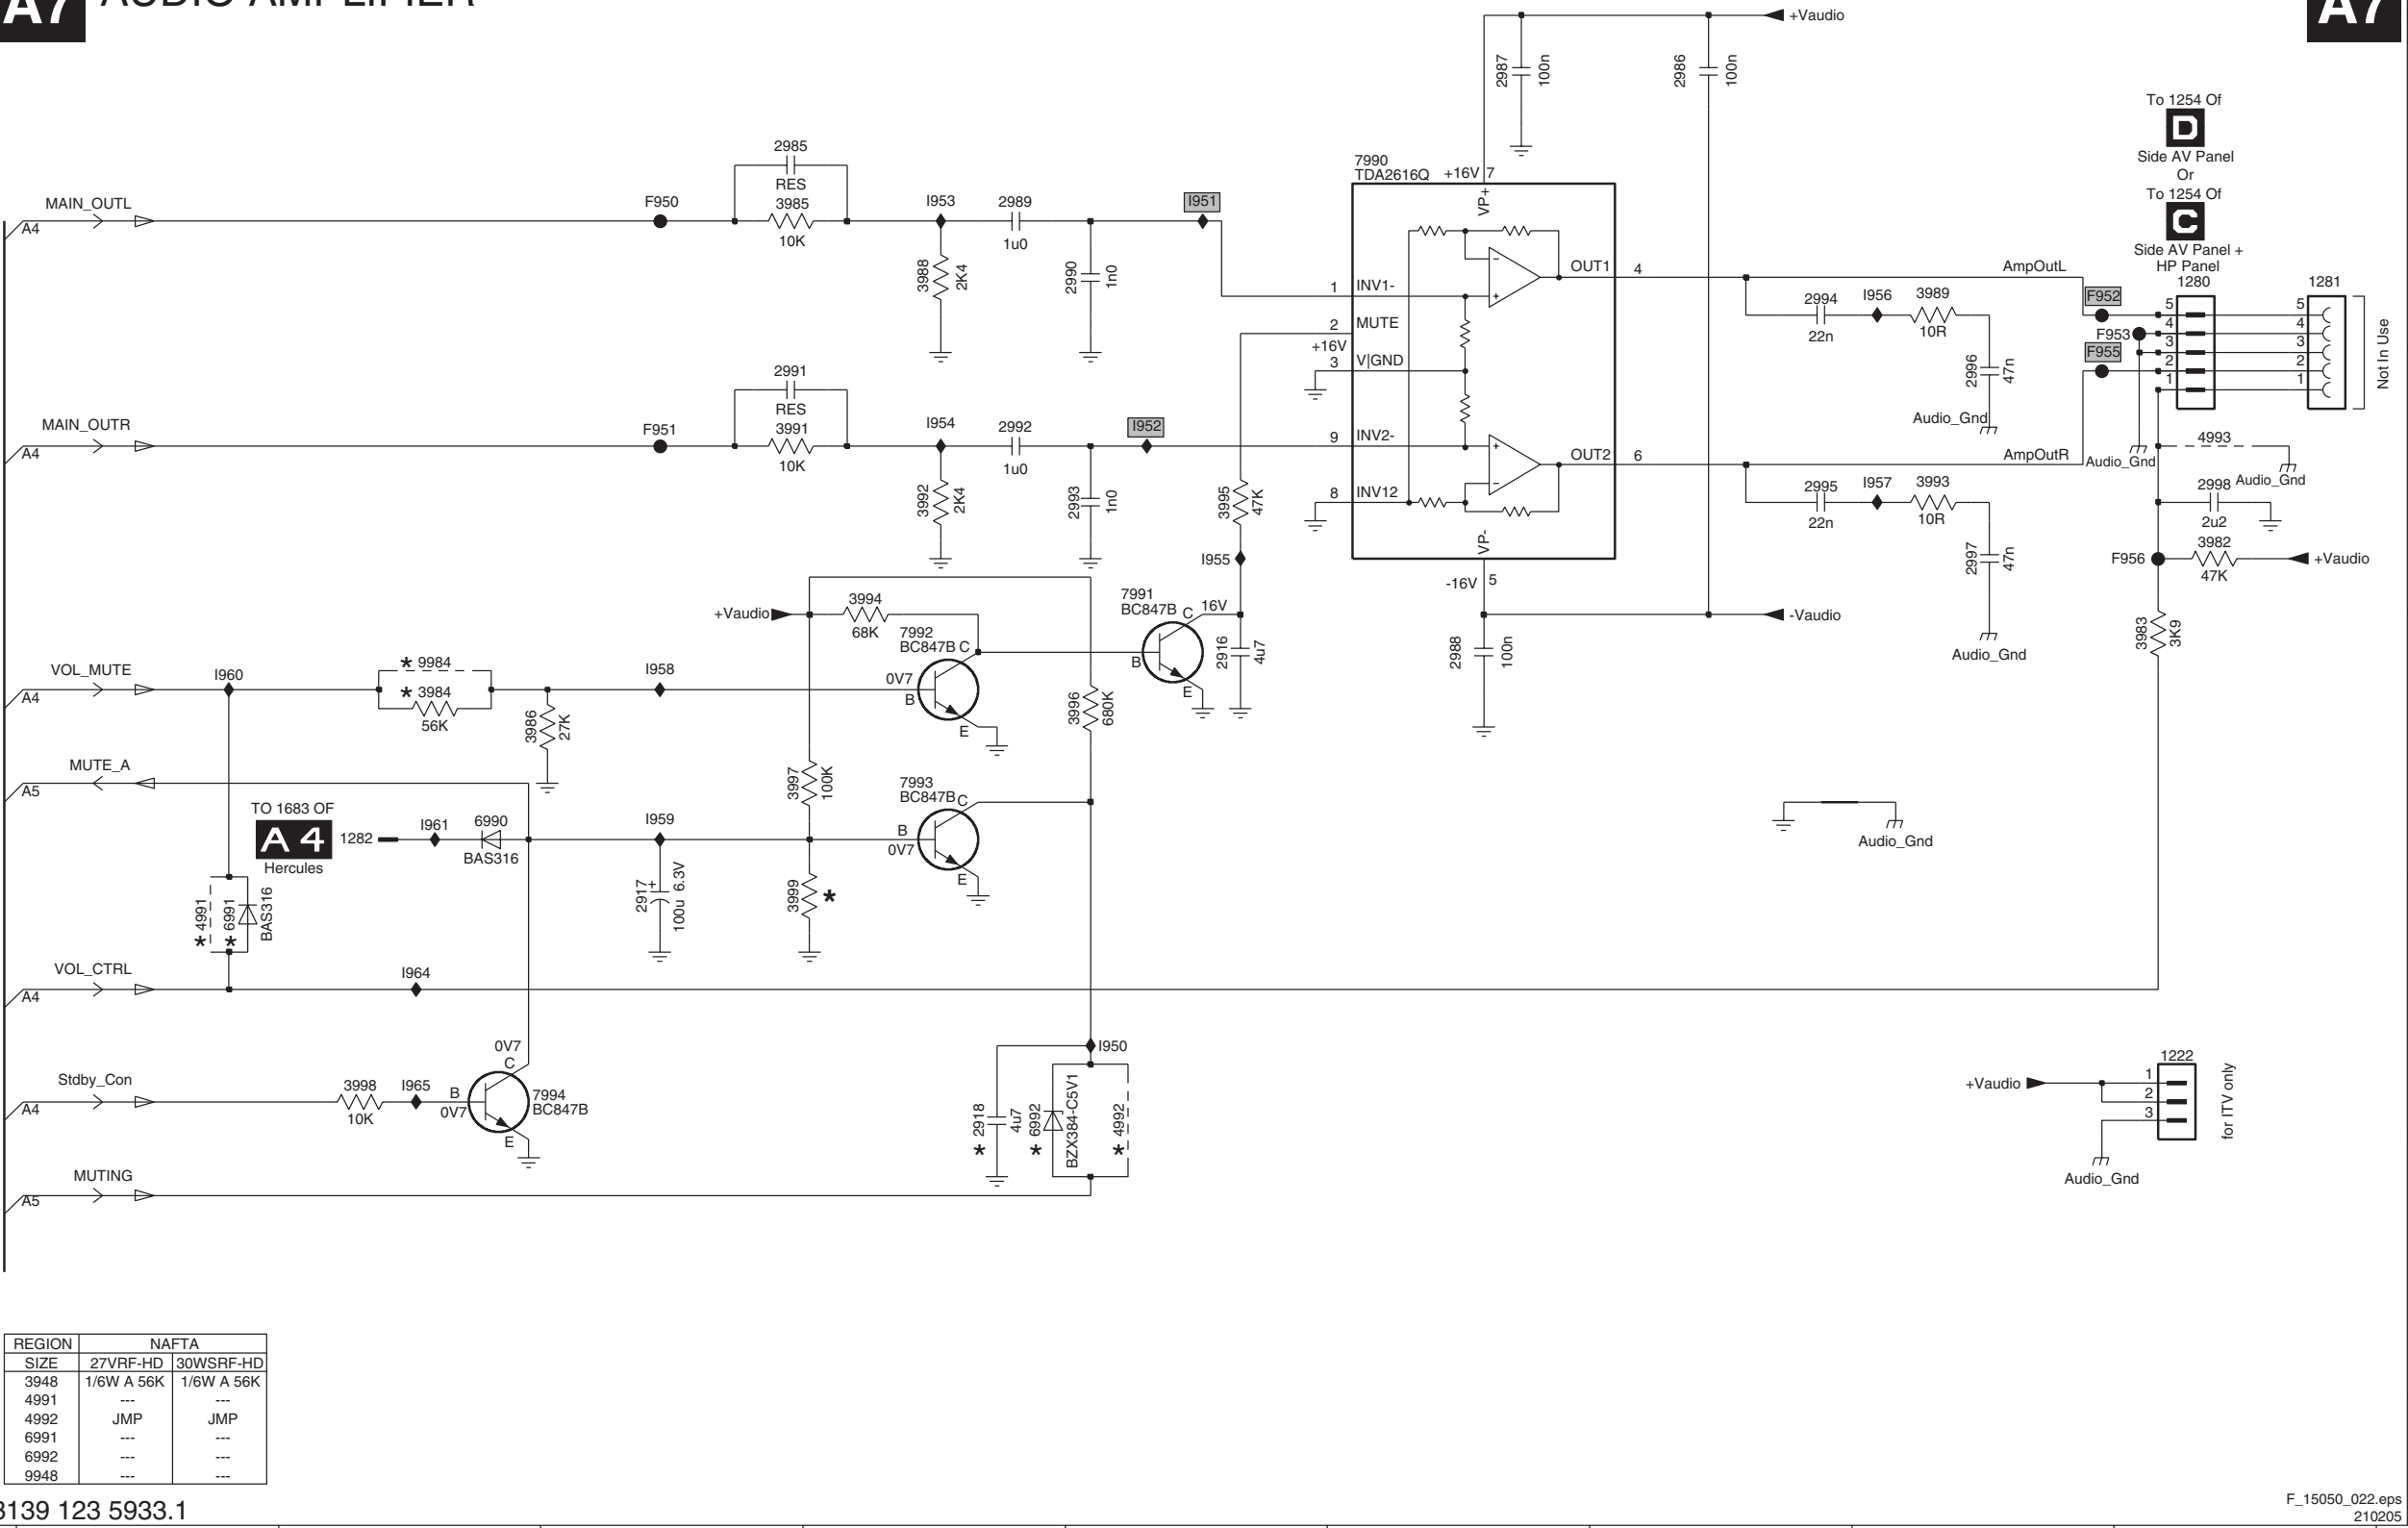 A7 AUDIO AMPLIFIER A7
+Vaudio
2987 100n
2986 100n
To 1254 Of
D
Side AV Panel
Or
To 1254 Of
C
Side AV Panel +
HP Panel
1280
1281
5 5
4 4
3 3
2 2
1 1
Not In Use
MAIN_OUTL
A4
F950
2985
RES
3985
10K
I953
3988 2K4
2989
1u0
2990 1n0
I951
7990
TDA2616Q
+16V 7
VP+
1 INV1-
2 MUTE
+16V
3 V|GND
9 INV2-
8 INV12
OUT1 4
OUT2 6
VP-
-16V 5
AmpOutL
2994
22n
I956
3989
10R
2996 47n
Audio_Gnd
F952
F953
F955
Audio_Gnd
4993
Audio_Gnd
2998
2u2
F956
3982
47K
+Vaudio
3983 3K9
MAIN_OUTR
A4
F951
2991
RES
3991
10K
I954
3992 2K4
2992
1u0
2993 1n0
I952
3995 47K
I955
AmpOutR
2995
22n
I957
3993
10R
2997 47n
Audio_Gnd
-Vaudio
2988 100n
+Vaudio
3994
68K
7992
BC847B C
0V7
B
E
7991
BC847B C 16V
B
E
2916 4u7
3996 680K
VOL_MUTE
A4
I960
* 9984
* 3984
56K
3986 27K
I958
MUTE_A
A5
TO 1683 OF
A 4
Hercules
1282
I961
6990
BAS316
I959
2917 + 100u 6.3V
3997 100K
3999 *
7993
BC847B C
B
0V7
E
Audio_Gnd
* 4991
* 6991 BAS316
VOL_CTRL
A4
I964
0V7
C
Stdby_Con
A4
3998
10K
I965
B
0V7
7994
BC847B
E
I950
* 2918 4u7
* 6992 BZX384-C5V1
* 4992
MUTING
A5
+Vaudio
1222
1
2
3
for ITV only
Audio_Gnd
REGION NAFTA
SIZE 27VRF-HD 30WSRF-HD
3948 1/6W A 56K 1/6W A 56K
4991 --- ---
4992 JMP JMP
6991 --- ---
6992 --- ---
9948 --- ---
3139 123 5933.1
F_15050_022.eps
210205